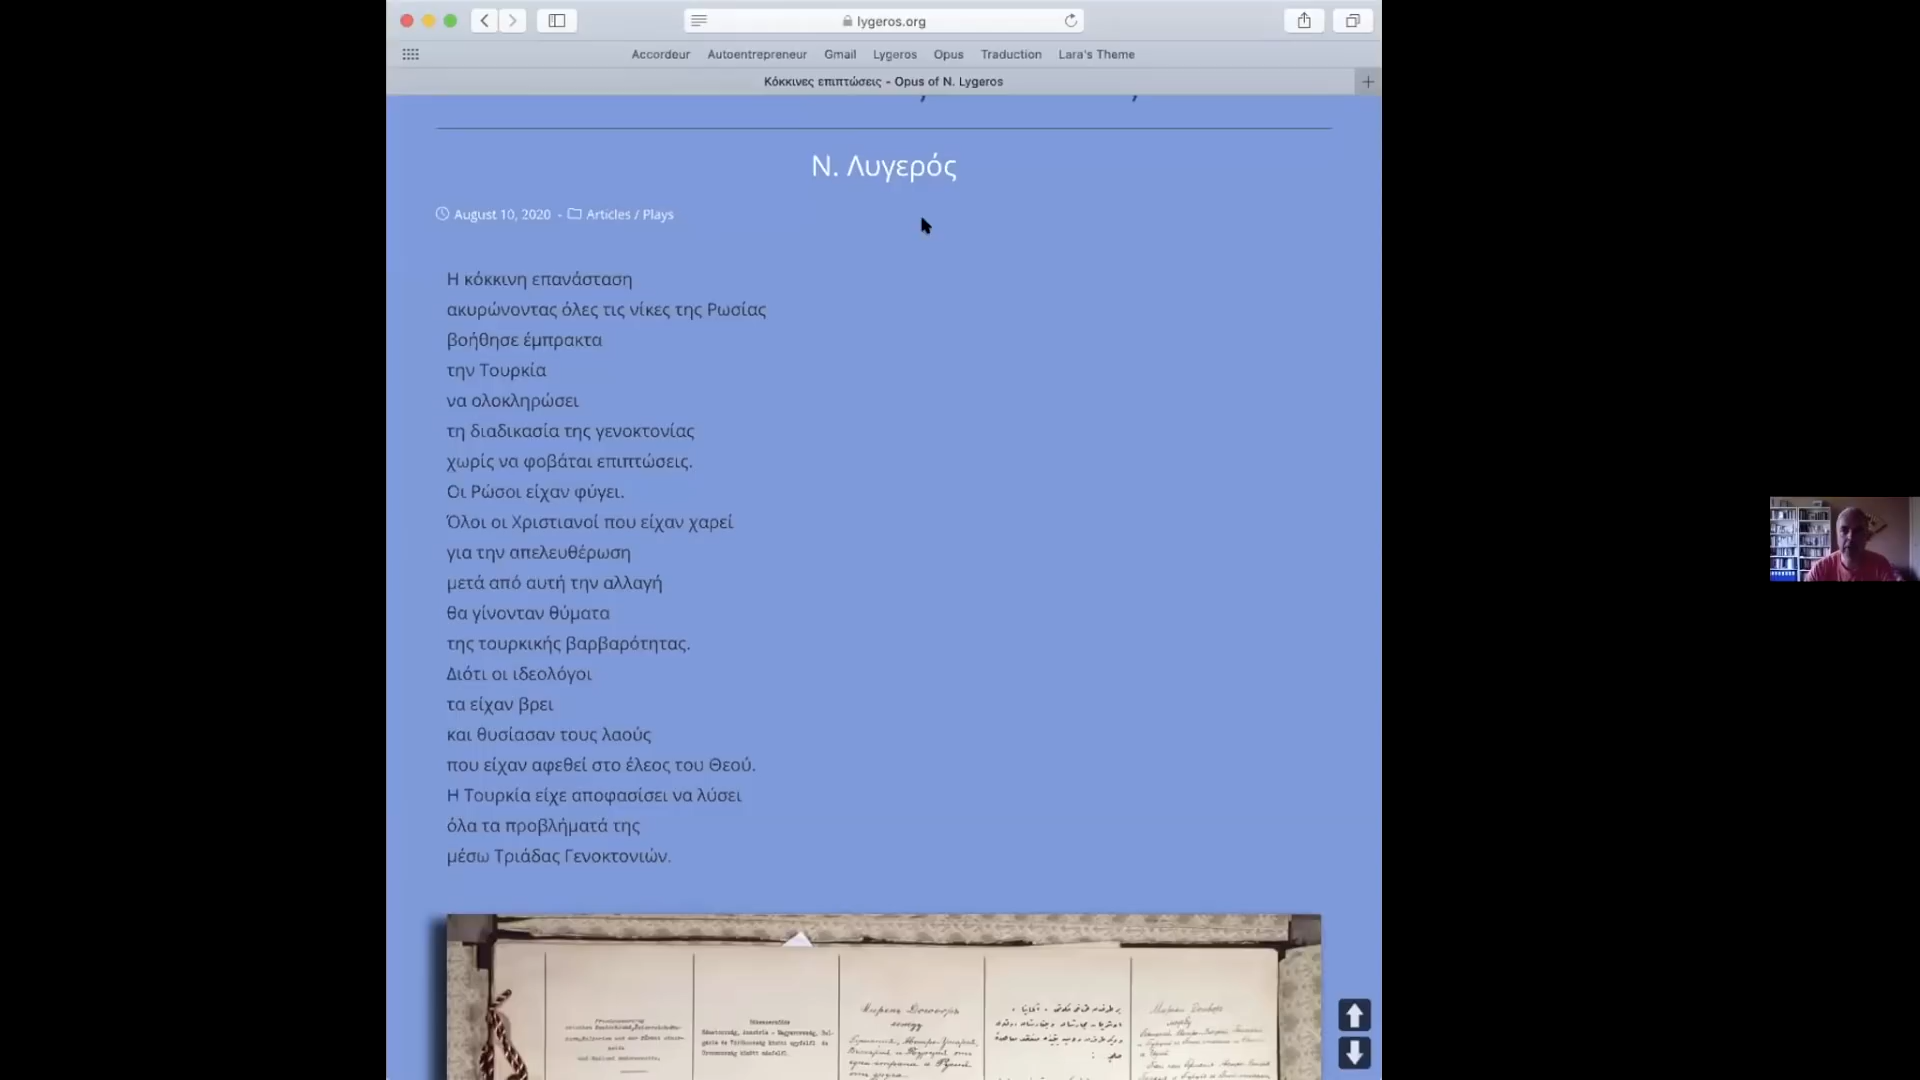 lygeros.org
Accordeur Autoentrepreneur Gmail Lygeros Opus Traduction Lara's Theme
Κόκκινες επιπτώσεις - Opus of N. Lygeros
Ν. Λυγερός
August 10, 2020 - Articles / Plays
Η κόκκινη επανάσταση
ακυρώνοντας όλες τις νίκες της Ρωσίας
βοήθησε έμπρακτα
την Τουρκία
να ολοκληρώσει
τη διαδικασία της γενοκτονίας
χωρίς να φοβάται επιπτώσεις.
Οι Ρώσοι είχαν φύγει.
Όλοι οι Χριστιανοί που είχαν χαρεί
για την απελευθέρωση
μετά από αυτή την αλλαγή
θα γίνονταν θύματα
της τουρκικής βαρβαρότητας.
Διότι οι ιδεολόγοι
τα είχαν βρει
και θυσίασαν τους λαούς
που είχαν αφεθεί στο έλεος του Θεού.
Η Τουρκία είχε αποφασίσει να λύσει
όλα τα προβλήματά της
μέσω Τριάδας Γενοκτονιών.